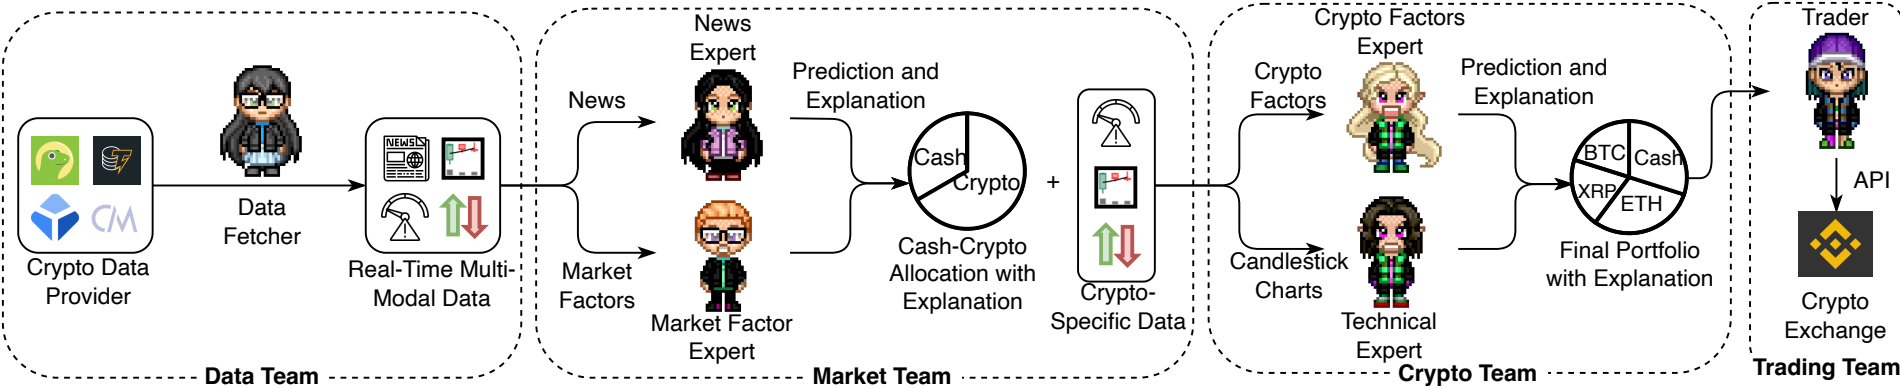 Data
Fetcher
Crypto Data
Provider
CM
NEWS
Real-Time Multi-
Modal Data
Data Team
News
Expert
News
Market
Factors
Market Factor
Expert
Prediction and
Explanation
Cash
Crypto
Cash-Crypto
Allocation with
Explanation
+
Crypto-
Specific Data
Market Team
Crypto Factors
Expert
Crypto
Factors
Candlestick
Charts
Technical
Expert
Prediction and
Explanation
BTC
Cash
XRP
ETH
Final Portfolio
with Explanation
Crypto Team
Trader
API
Crypto
Exchange
Trading Team